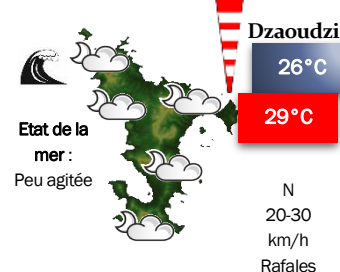 Dzaoudzi
26°C
29°C
Etat de la
mer :
Peu agitée
N
20-30
km/h
Rafales